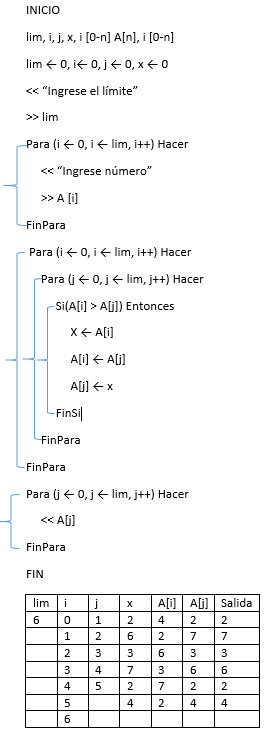 INICIO
lim, i, j, x, i [0-n] A[n], i [0-n]
lim ← 0, i← 0, j ← 0, x ← 0
<< “Ingrese el límite”
>> lim
Para (i ← 0, i ← lim, i++) Hacer
<< “Ingrese número”
>> A [i]
FinPara
Para (i ← 0, i ← lim, i++) Hacer
Para (j ← 0, j ← lim, j++) Hacer
Si(A[i] > A[j]) Entonces
X ← A[i]
A[i] ← A[j]
A[j] ← x
FinSi
FinPara
FinPara
Para (j ← 0, j ← lim, j++) Hacer
<< A[j]
FinPara
FIN
lim i j x A[i] A[j] Salida
6 0 1 2 4 2 2
1 2 6 2 7 7
2 3 3 6 3 3
3 4 7 3 6 6
4 5 2 7 2 2
5 4 2 4 4
6